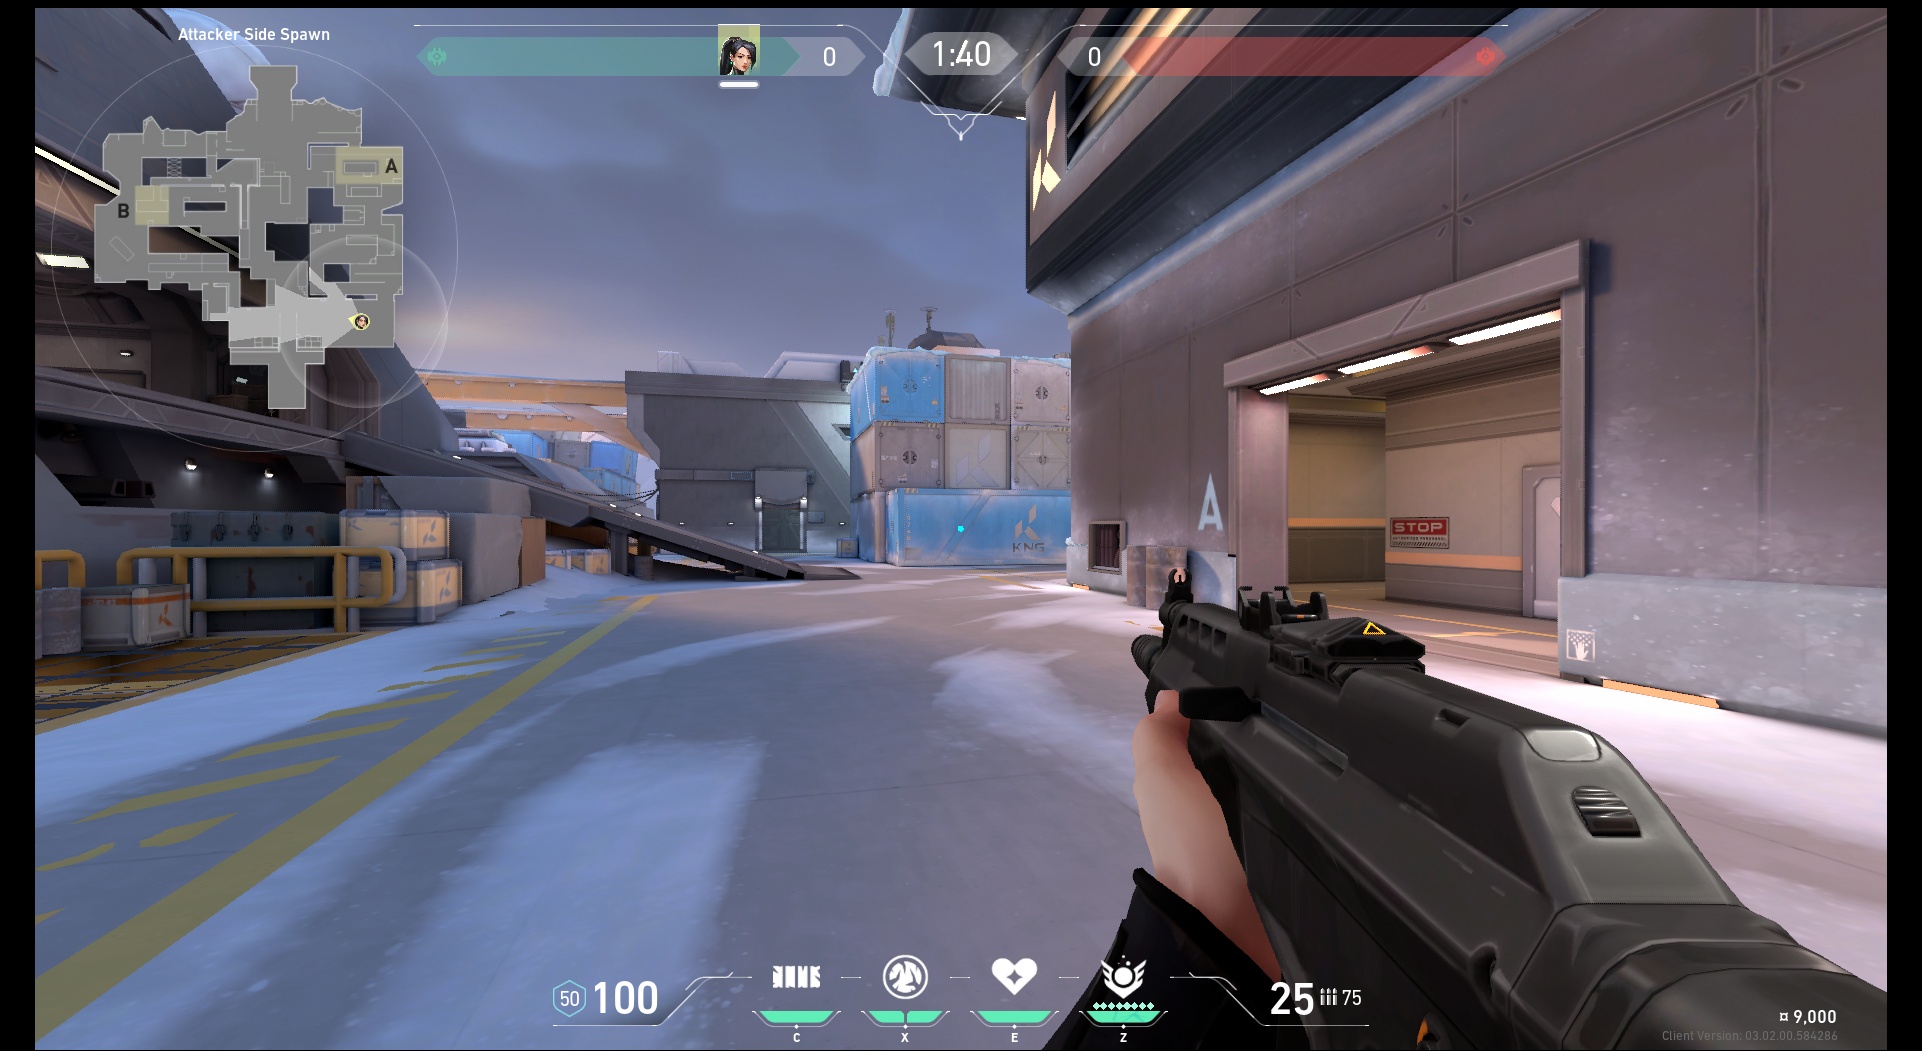 Attacker Side Spawn
0
1:40
0
A
B
A
STOP
KNG
50
100
25
75
C
X
E
Z
¤ 9,000
Client Version: 03.02.00.584286